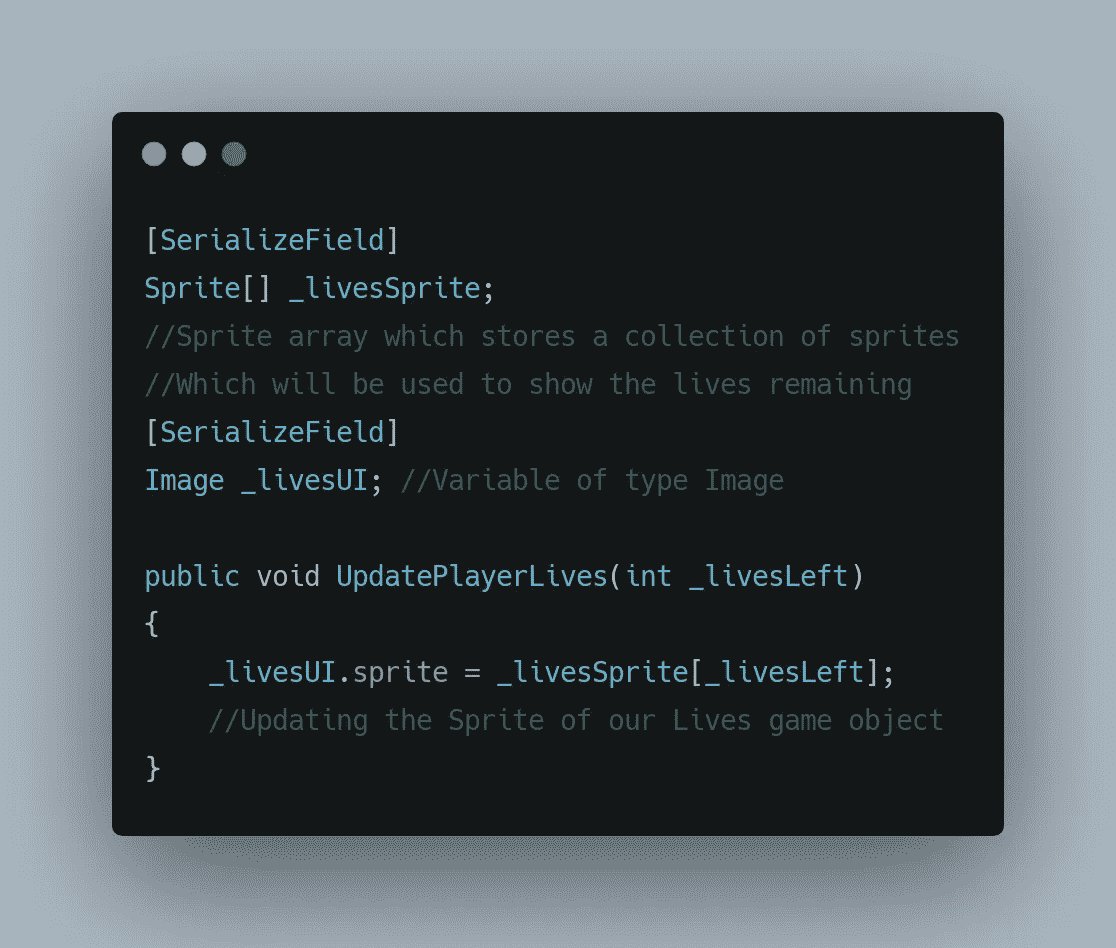 [SerializeField]
Sprite[] _livesSprite;
//Sprite array which stores a collection of sprites
//Which will be used to show the lives remaining
[SerializeField]
Image _livesUI; //Variable of type Image
public void UpdatePlayerLives(int _livesLeft)
{
    _livesUI.sprite = _livesSprite[_livesLeft];
    //Updating the Sprite of our Lives game object
}